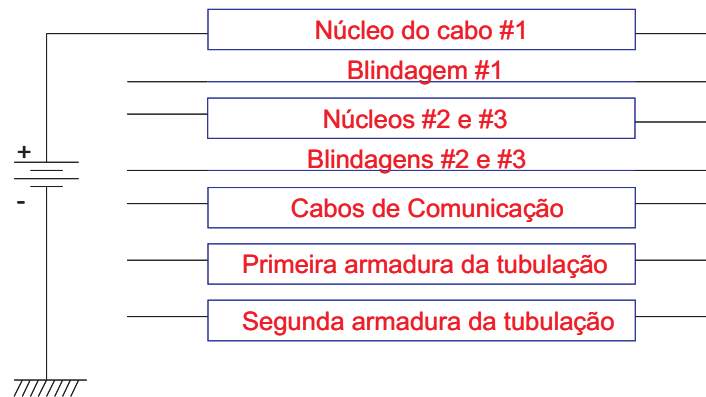 Núcleo do cabo #1
Blindagem #1
Núcleos #2 e #3
+
Blindagens #2 e #3
-
Cabos de Comunicação
Primeira armadura da tubulação
Segunda armadura da tubulação